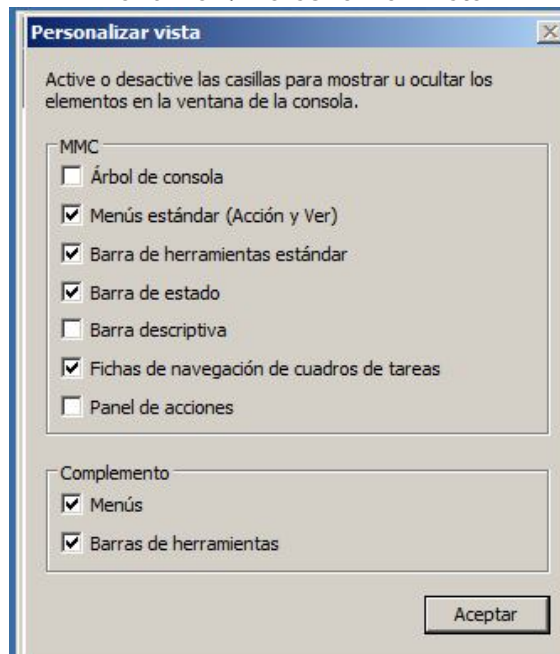 Personalizar vista
Active o desactive las casillas para mostrar u ocultar los
elementos en la ventana de la consola.
MMC
Árbol de consola
Menús estándar (Acción y Ver)
Barra de herramientas estándar
Barra de estado
Barra descriptiva
Fichas de navegación de cuadros de tareas
Panel de acciones
Complemento
Menús
Barras de herramientas
Aceptar